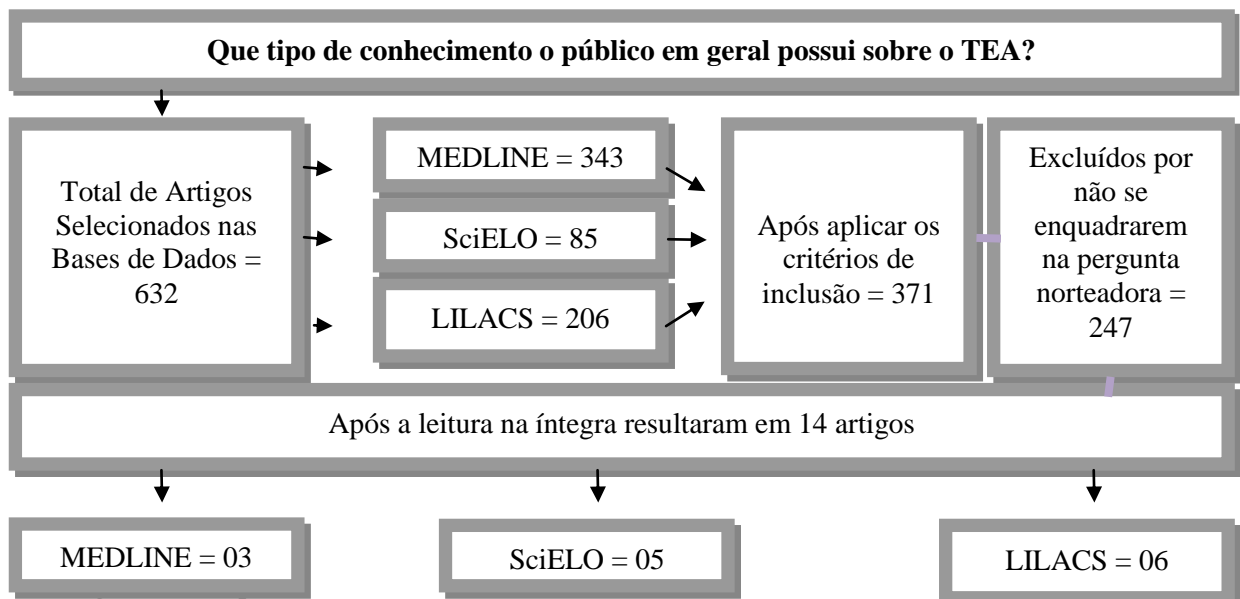 Que tipo de conhecimento o público em geral possui sobre o TEA?
Total de Artigos
Selecionados nas
Bases de Dados =
632
MEDLINE = 343
SciELO = 85
LILACS = 206
Após aplicar os
critérios de
inclusão = 371
Excluídos por
não se
enquadrarem
na pergunta
norteadora =
247
Após a leitura na íntegra resultaram em 14 artigos
MEDLINE = 03
SciELO = 05
LILACS = 06